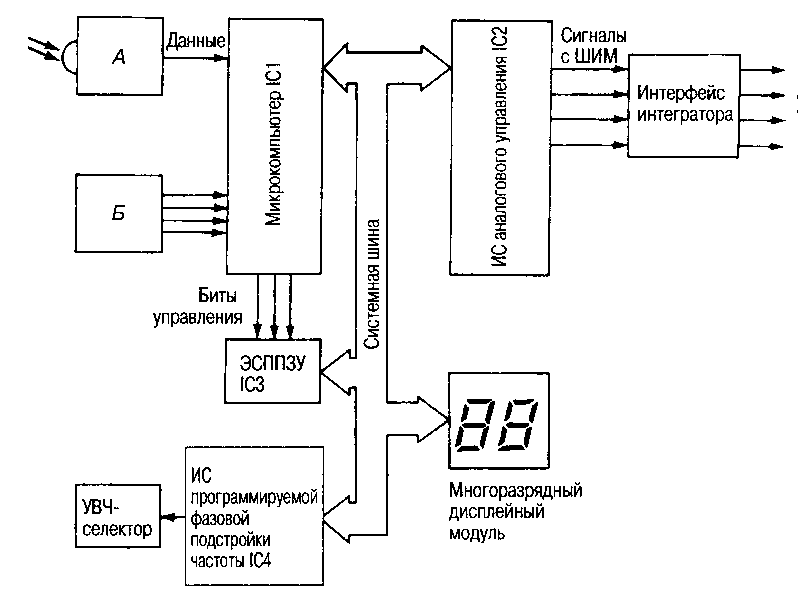 А
Данные
Микрокомпьютер IC1
Б
Биты
управления
ЭСППЗУ
IC3
ИС
программируемой
фазовой
подстройки
частоты IC4
УВЧ-
селектор
Системная шина
ИС аналогового управления IC2
Сигналы
с ШИМ
Интерфейс
интегратора
88
Многоразрядный
дисплейный
модуль